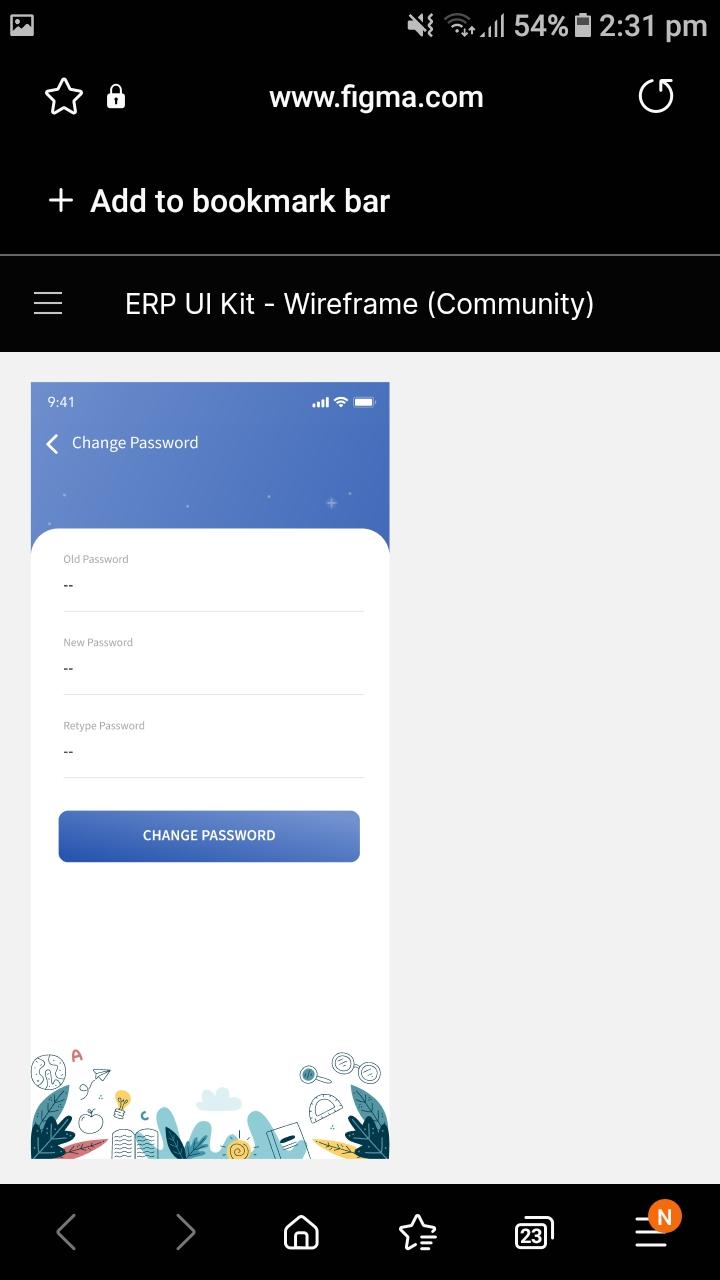 54% 2:31 pm
www.figma.com
+ Add to bookmark bar
ERP UI Kit - Wireframe (Community)
9:41
Change Password
Old Password
--
New Password
--
Retype Password
--
CHANGE PASSWORD
A
C
23
N